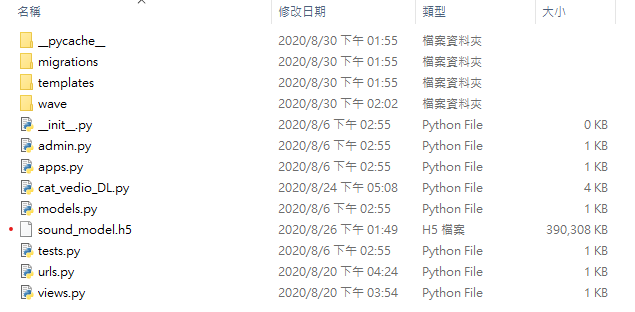 名稱 修改日期 類型 大小
__pycache__ 2020/8/30 下午 01:55 檔案資料夾
migrations 2020/8/30 下午 01:55 檔案資料夾
templates 2020/8/30 下午 01:55 檔案資料夾
wave 2020/8/30 下午 02:02 檔案資料夾
__init__.py 2020/8/6 下午 02:55 Python File 0 KB
admin.py 2020/8/6 下午 02:55 Python File 1 KB
apps.py 2020/8/6 下午 02:55 Python File 1 KB
cat_vedio_DL.py 2020/8/24 下午 05:08 Python File 4 KB
models.py 2020/8/6 下午 02:55 Python File 1 KB
sound_model.h5 2020/8/26 下午 01:49 H5 檔案 390,308 KB
tests.py 2020/8/6 下午 02:55 Python File 1 KB
urls.py 2020/8/20 下午 04:24 Python File 1 KB
views.py 2020/8/20 下午 03:54 Python File 1 KB